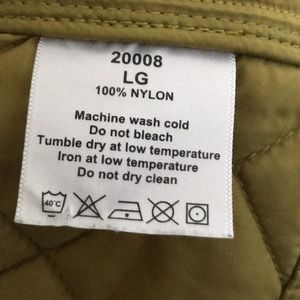 20008
LG
100% NYLON
Machine wash cold
Do not bleach
Tumble dry at low temperature
Iron at low temperature
Do not dry clean
40°C